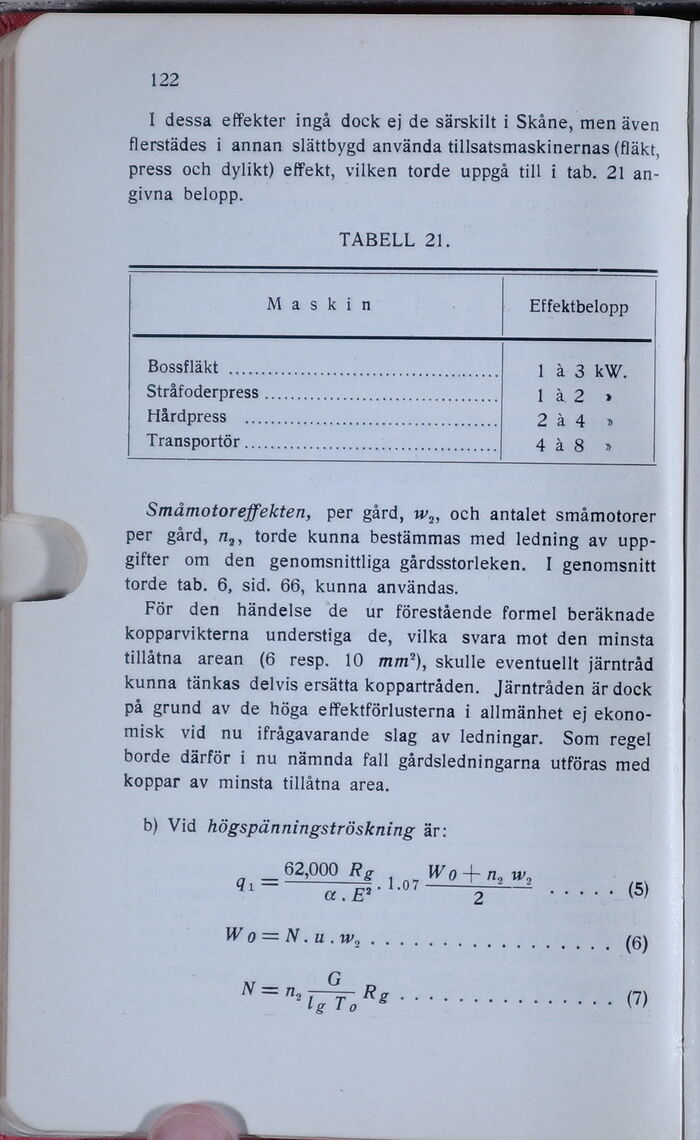 122
I dessa effekter ingå dock ej de särskilt i Skåne, men även
flerstädes i annan slättbygd använda tillsatsmaskinernas (fläkt,
press och dylikt) effekt, vilken torde uppgå till i tab. 21 an-
givna belopp.
TABELL 21.
Maskin Effektbelopp
Bossfläkt ........................................ 1 à 3 kW.
Stråfoderpress .................................. 1 à 2 »
Hårdpress ...................................... 2 à 4 »
Transportör ..................................... 4 à 8 »
Småmotoreffekten, per gård, w₂, och antalet småmotorer
per gård, n₂, torde kunna bestämmas med ledning av upp-
gifter om den genomsnittliga gårdsstorleken. I genomsnitt
torde tab. 6, sid. 66, kunna användas.
För den händelse de ur förestående formel beräknade
kopparvikterna understiga de, vilka svara mot den minsta
tillåtna arean (6 resp. 10 mm²), skulle eventuellt järntråd
kunna tänkas delvis ersätta koppartråden. Järntråden är dock
på grund av de höga effektförlusterna i allmänhet ej ekono-
misk vid nu ifrågavarande slag av ledningar. Som regel
borde därför i nu nämnda fall gårdsledningarna utföras med
koppar av minsta tillåtna area.
b) Vid högspänningströskning är:
q₁ = 62,000 Rg / α . E² · 1.07 Wo + n₂ w₂ / 2 ..... (5)
Wo = N . u . w₂ ................. (6)
N = n₂ G / lg To Rg ............... (7)